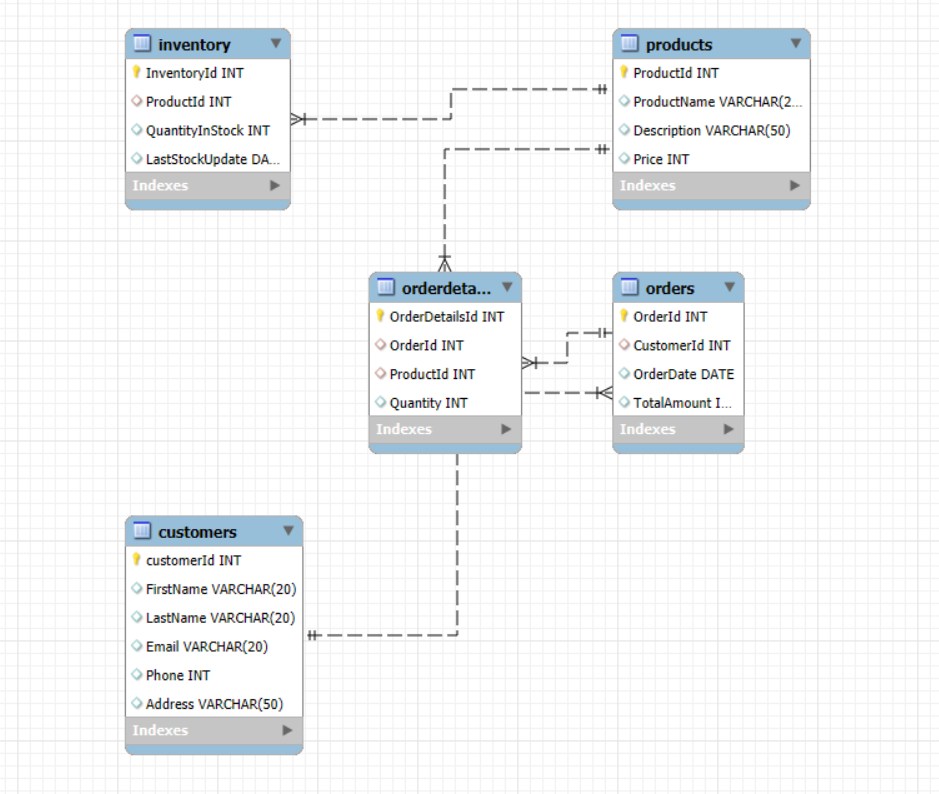 inventory
InventoryId INT
ProductId INT
QuantityInStock INT
LastStockUpdate DA...
Indexes
products
ProductId INT
ProductName VARCHAR(2...
Description VARCHAR(50)
Price INT
Indexes
orderdeta...
OrderDetailsId INT
OrderId INT
ProductId INT
Quantity INT
Indexes
orders
OrderId INT
CustomerId INT
OrderDate DATE
TotalAmount I...
Indexes
customers
customerId INT
FirstName VARCHAR(20)
LastName VARCHAR(20)
Email VARCHAR(20)
Phone INT
Address VARCHAR(50)
Indexes